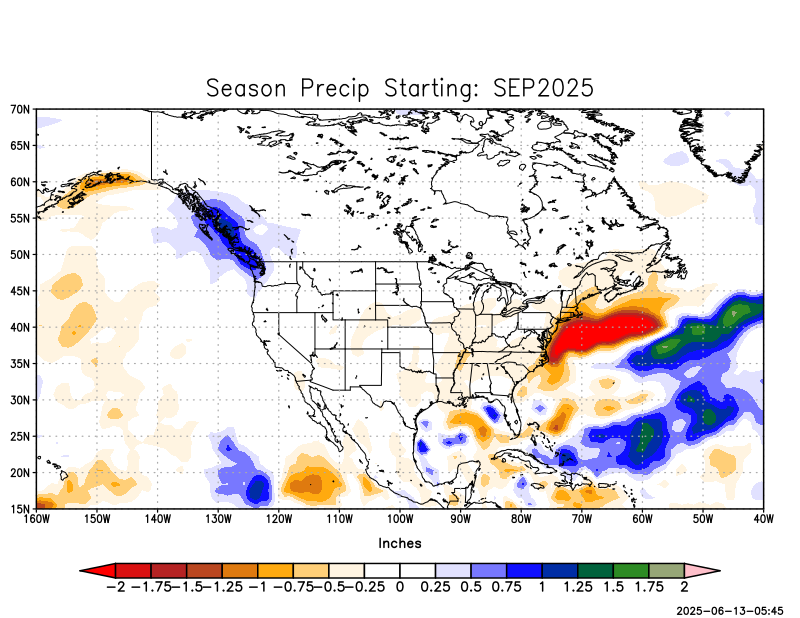 Season Precip Starting: SEP2025
70N
65N
60N
55N
50N
45N
40N
35N
30N
25N
20N
15N
160W 150W 140W 130W 120W 110W 100W 90W 80W 70W 60W 50W 40W
Inches
−2 −1.75 −1.5 −1.25 −1 −0.75 −0.5 −0.25 0 0.25 0.5 0.75 1 1.25 1.5 1.75 2
2025-06-13-05:45